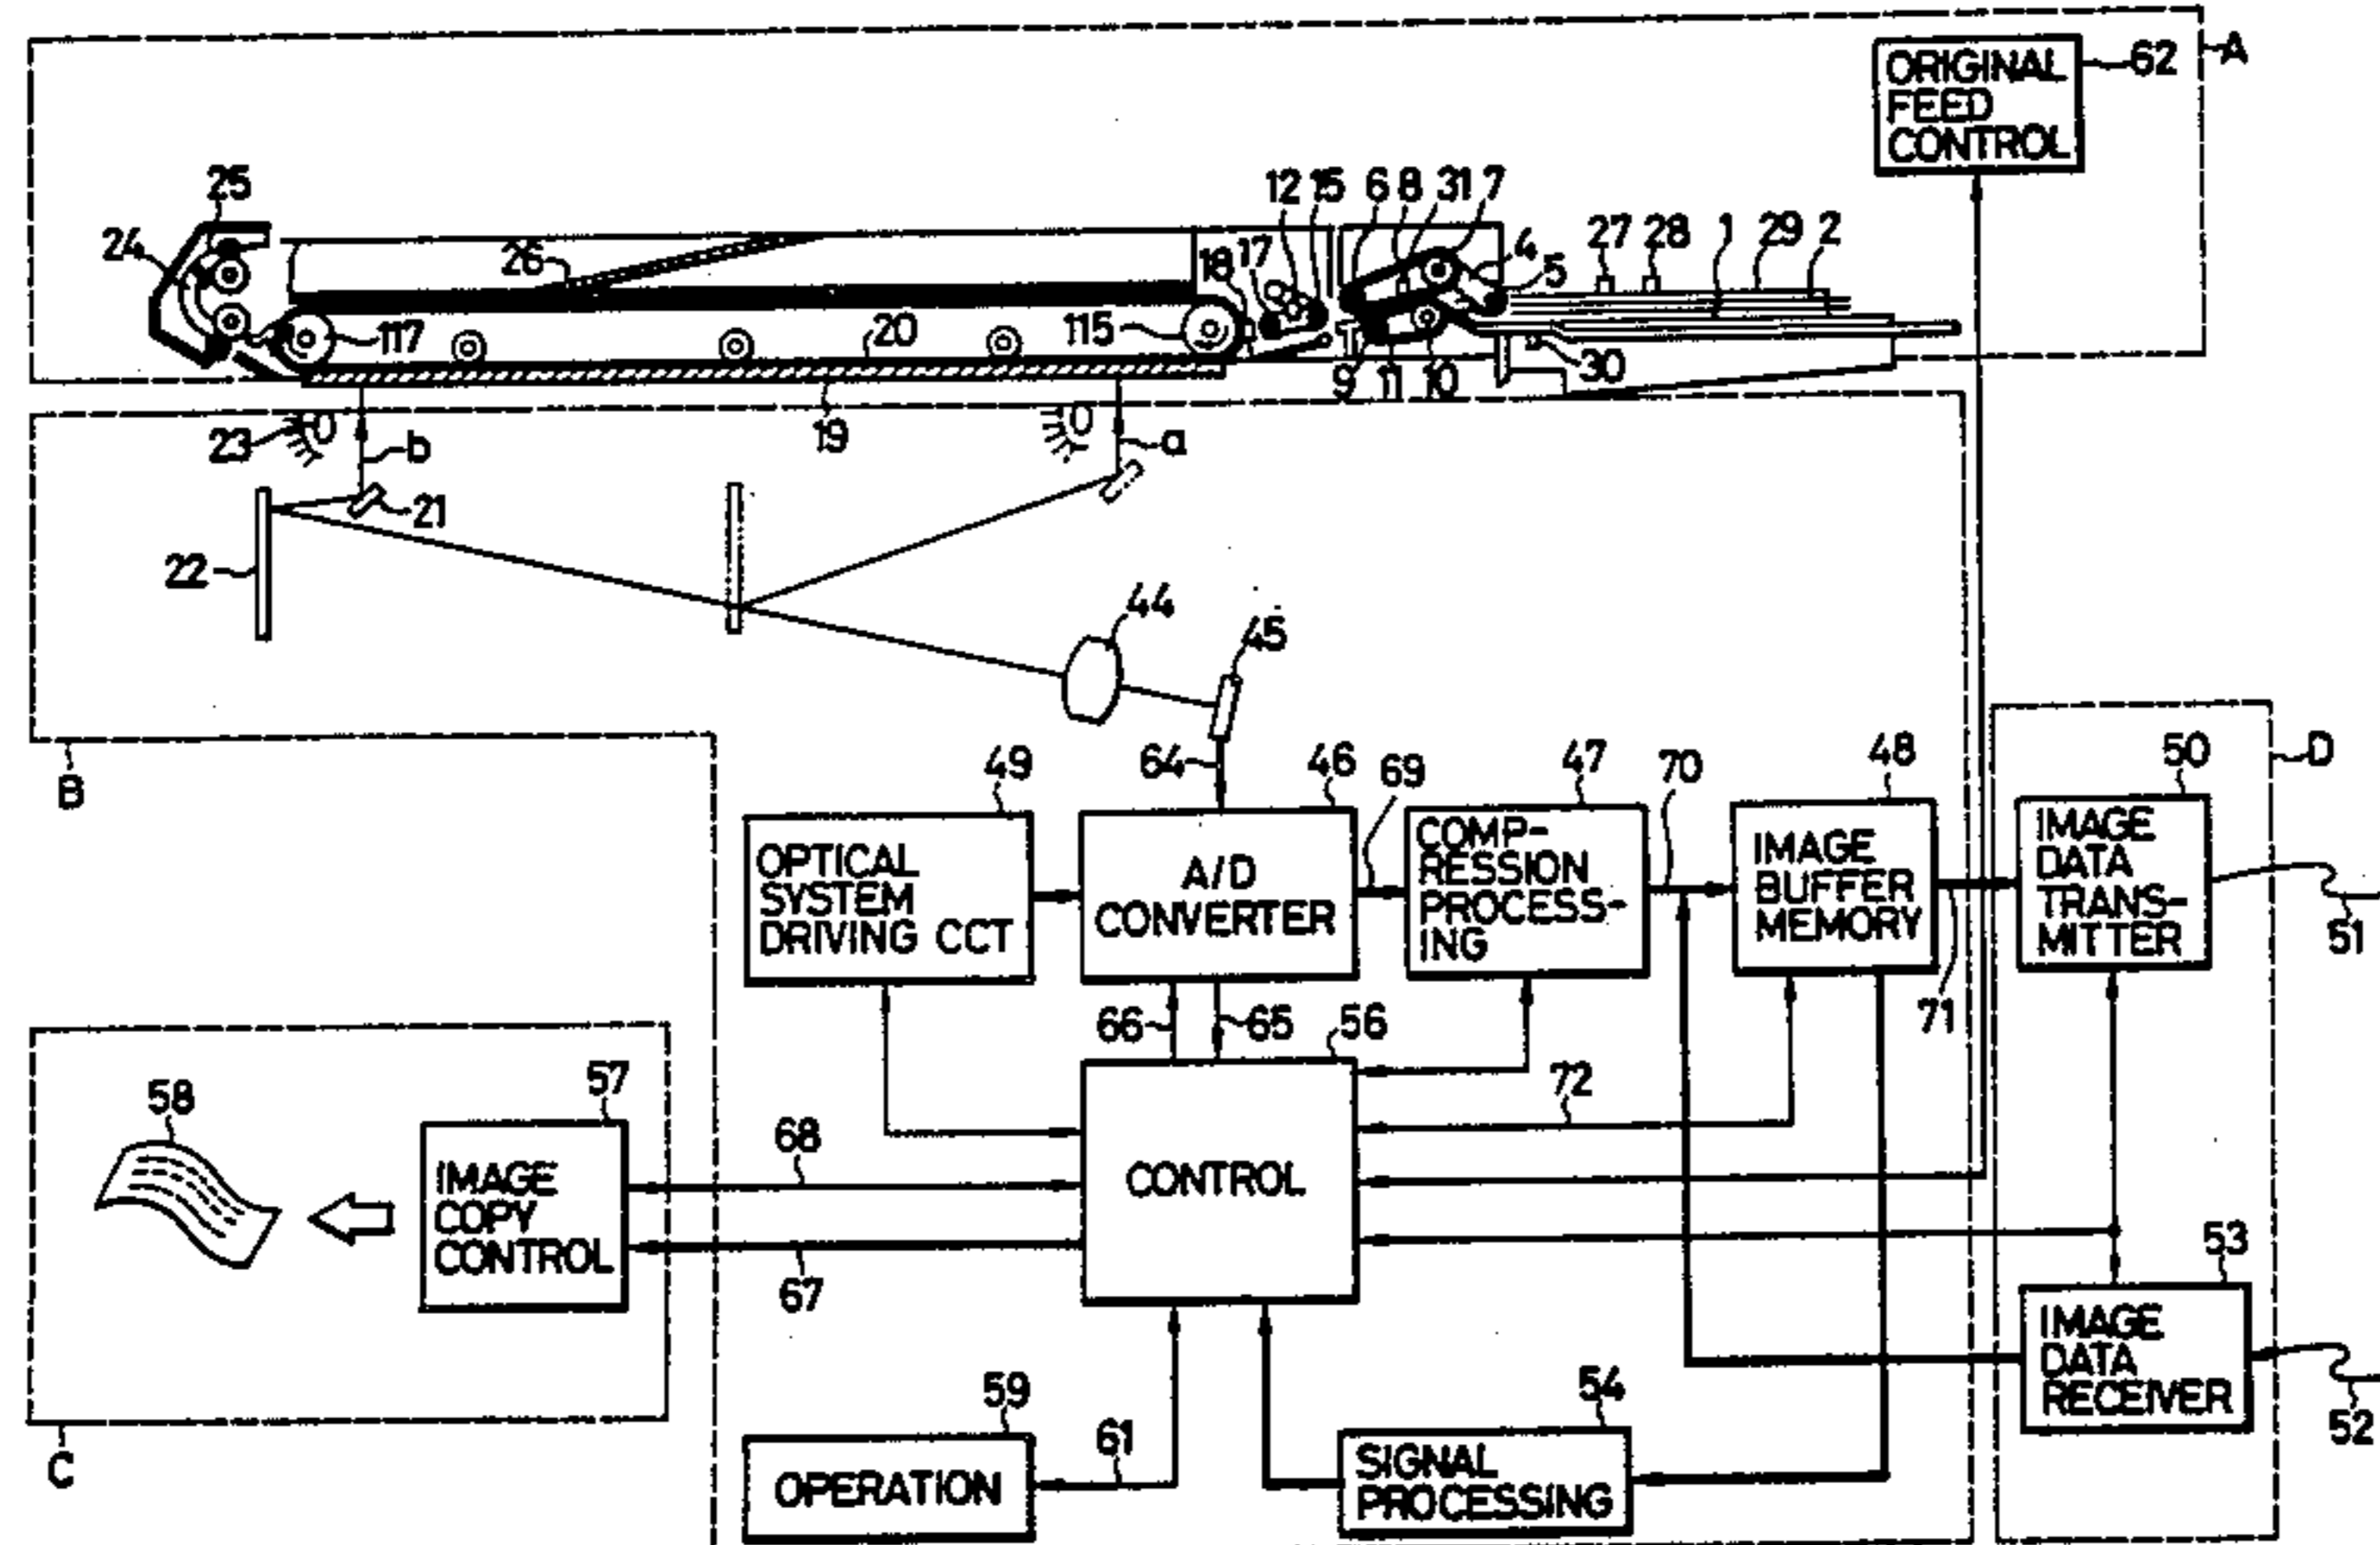 A
ORIGINAL
FEED
CONTROL
62
25
24
26
12 15 6 8 31 7
18 17 4 5
27 28 1 29 2
117
20
115
9 11 10
30
19
23
b
a
21
22
44
45
B
64
49
OPTICAL
SYSTEM
DRIVING CCT
46
A/D
CONVERTER
69
47
COMP-
RESSION
PROCESS-
ING
70
48
IMAGE
BUFFER
MEMORY
71
D
50
IMAGE
DATA
TRANS-
MITTER
51
66
65
56
CONTROL
72
58
57
IMAGE
COPY
CONTROL
68
67
C
53
IMAGE
DATA
RECEIVER
52
59
OPERATION
61
54
SIGNAL
PROCESSING